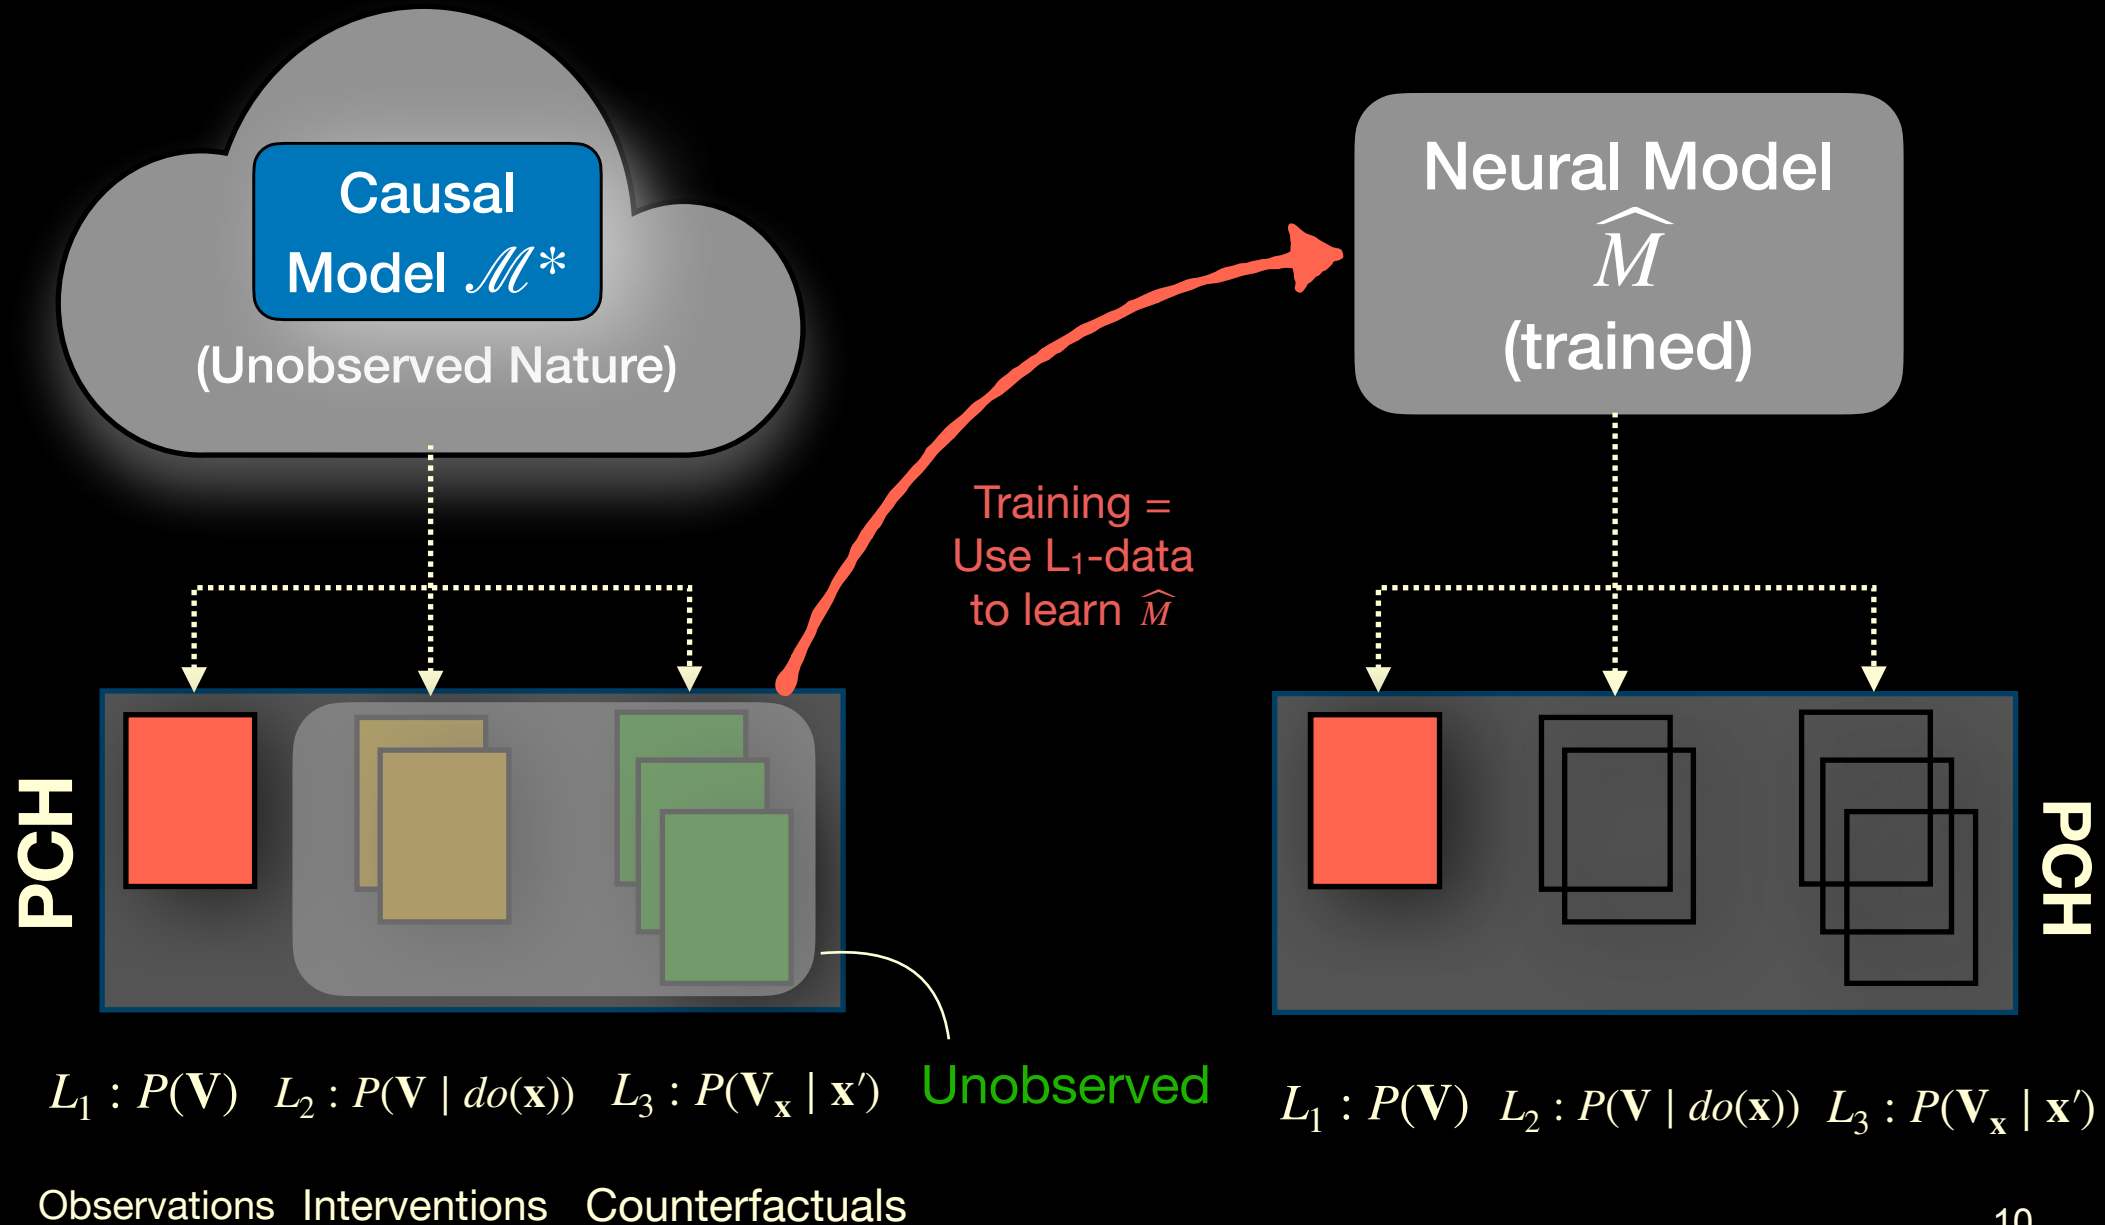 Causal
Model ℳ*
(Unobserved Nature)
Neural Model
M̂
(trained)
Training =
Use L₁-data
to learn M̂
PCH
PCH
L₁ : P(V) L₂ : P(V | do(x)) L₃ : P(Vₓ | x′)
Unobserved
L₁ : P(V) L₂ : P(V | do(x)) L₃ : P(Vₓ | x′)
Observations Interventions Counterfactuals
10